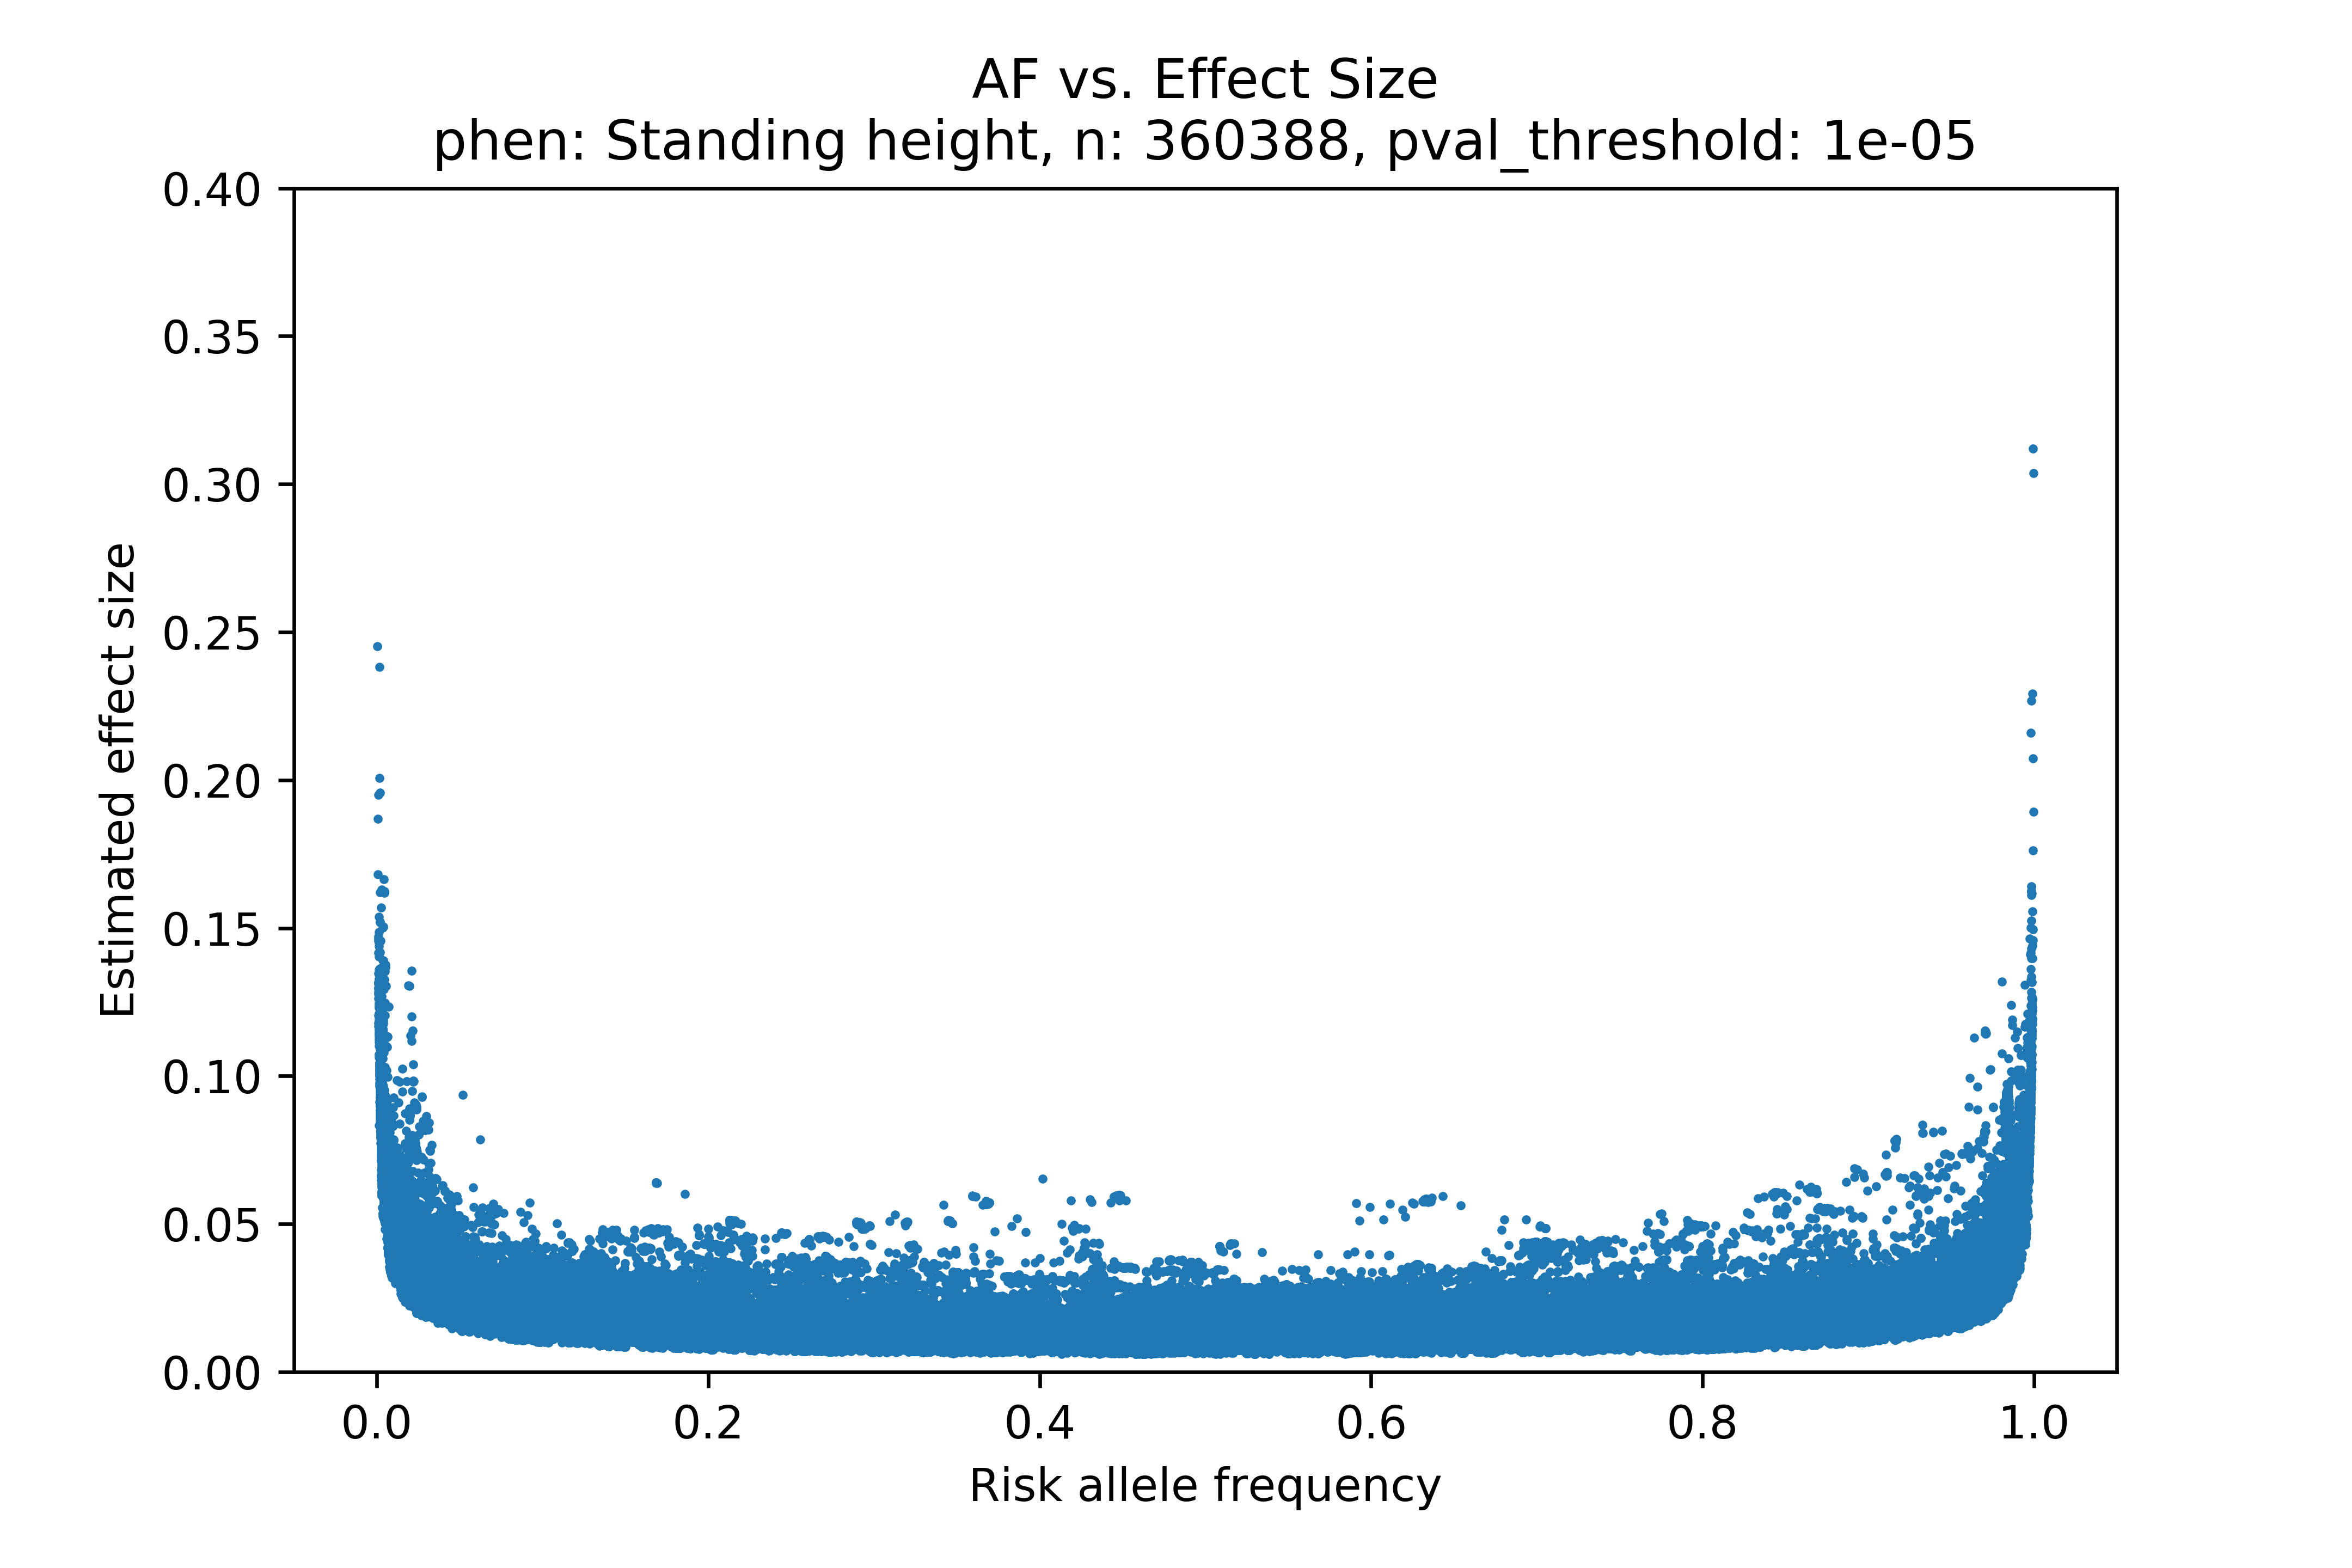 AF vs. Effect Size
phen: Standing height, n: 360388, pval_threshold: 1e-05
0.40
0.35
0.30
0.25
0.20
0.15
0.10
0.05
0.00
Estimated effect size
0.0 0.2 0.4 0.6 0.8 1.0
Risk allele frequency